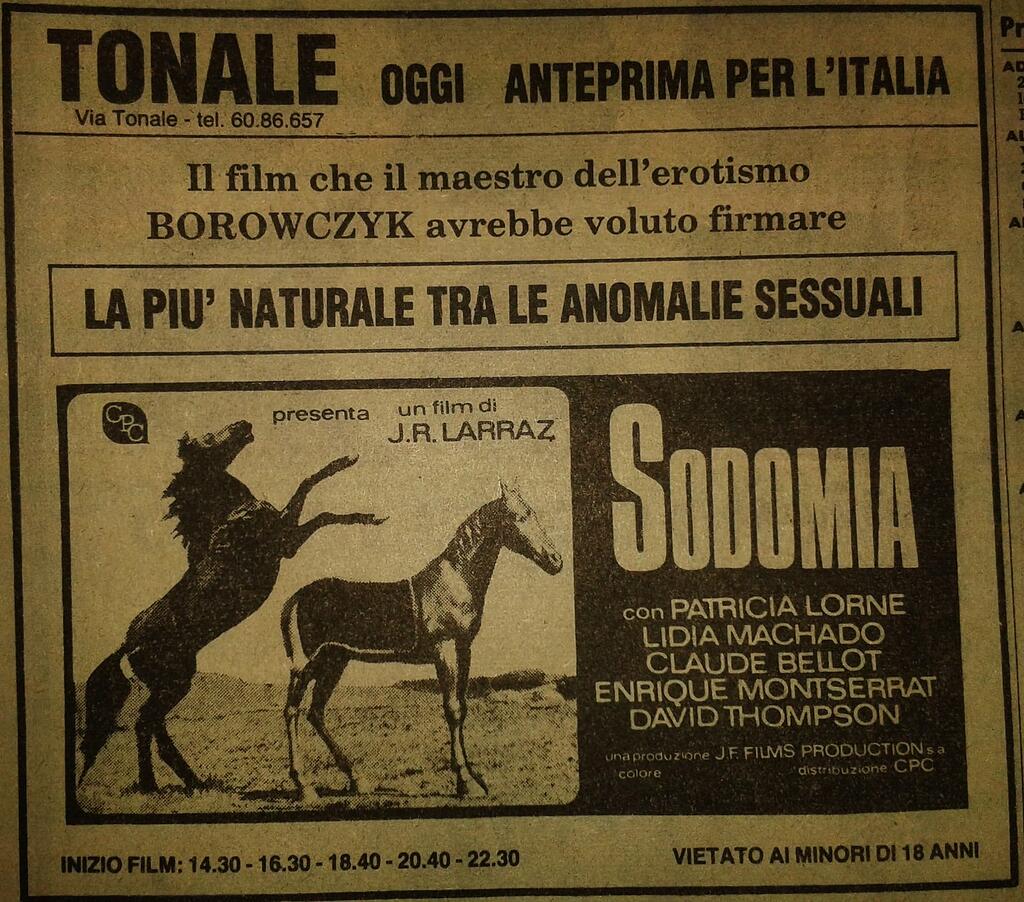 TONALE OGGI ANTEPRIMA PER L'ITALIA
Via Tonale - tel. 60.86.657
Il film che il maestro dell'erotismo
BOROWCZYK avrebbe voluto firmare
LA PIU' NATURALE TRA LE ANOMALIE SESSUALI
CPC presenta un film di
J.R. LARRAZ
SODOMIA
con PATRICIA LORNE
LIDIA MACHADO
CLAUDE BELLOT
ENRIQUE MONTSERRAT
DAVID THOMPSON
una produzione J.F. FILMS PRODUCTION s a
colore distribuzione CPC
INIZIO FILM: 14.30 - 16.30 - 18.40 - 20.40 - 22.30
VIETATO AI MINORI DI 18 ANNI